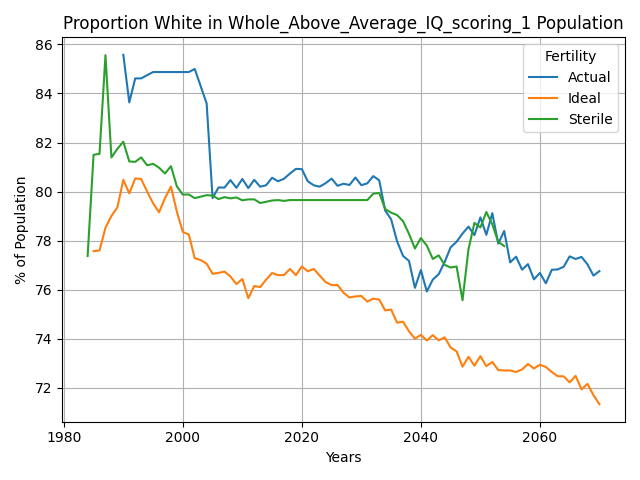 Proportion White in Whole_Above_Average_IQ_scoring_1 Population
86
84
82
80
78
76
74
72
% of Population
Fertility
Actual
Ideal
Sterile
1980
2000
2020
2040
2060
Years